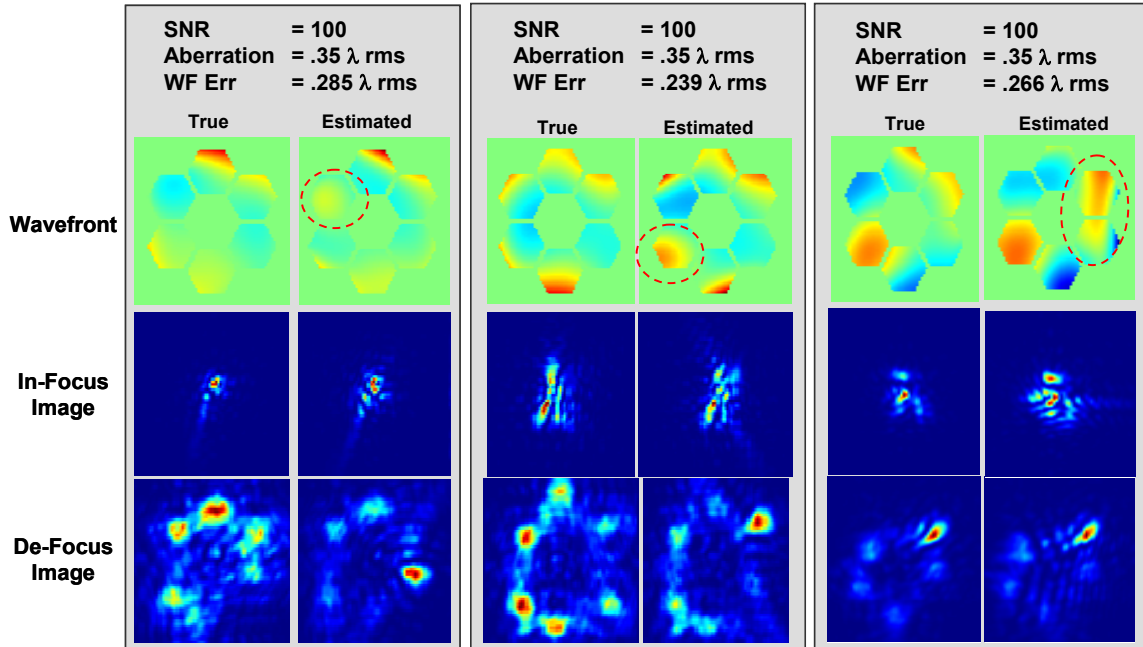 SNR = 100
Aberration = .35 λ rms
WF Err = .285 λ rms
True Estimated
SNR = 100
Aberration = .35 λ rms
WF Err = .239 λ rms
True Estimated
SNR = 100
Aberration = .35 λ rms
WF Err = .266 λ rms
True Estimated
Wavefront
In-Focus
Image
De-Focus
Image